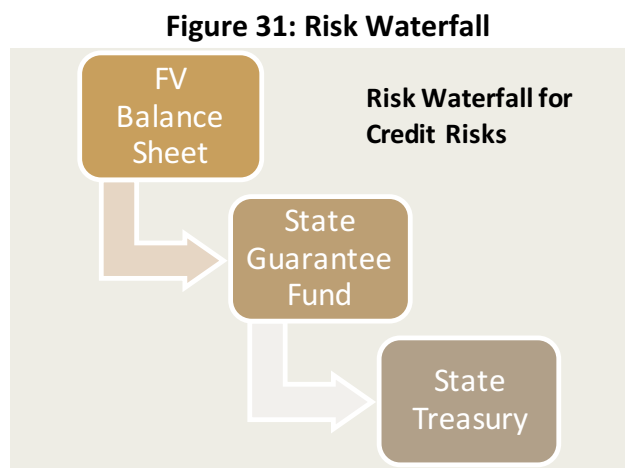 Figure 31: Risk Waterfall
FV
Balance
Sheet
Risk Waterfall for
Credit Risks
State
Guarantee
Fund
State
Treasury